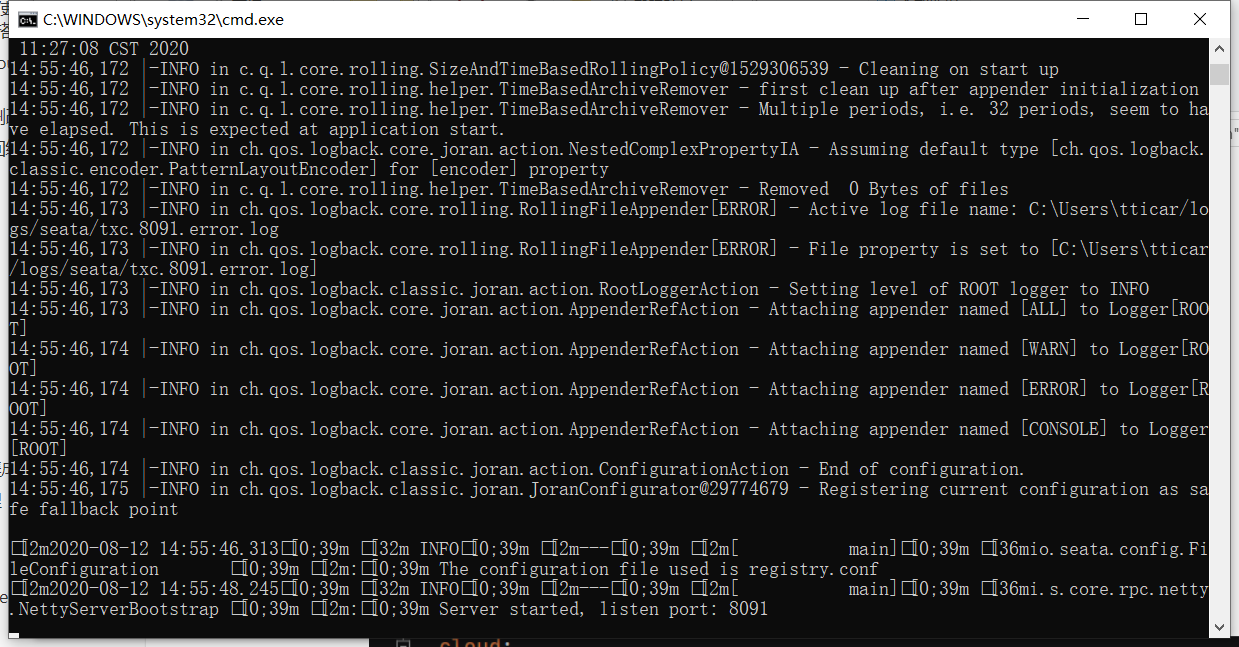 C:\WINDOWS\system32\cmd.exe
11:27:08 CST 2020
14:55:46,172 |-INFO in c.q.l.core.rolling.SizeAndTimeBasedRollingPolicy@1529306539 - Cleaning on start up
14:55:46,172 |-INFO in c.q.l.core.rolling.helper.TimeBasedArchiveRemover - first clean up after appender initialization
14:55:46,172 |-INFO in c.q.l.core.rolling.helper.TimeBasedArchiveRemover - Multiple periods, i.e. 32 periods, seem to ha
ve elapsed. This is expected at application start.
14:55:46,172 |-INFO in ch.qos.logback.core.joran.action.NestedComplexPropertyIA - Assuming default type [ch.qos.logback.
classic.encoder.PatternLayoutEncoder] for [encoder] property
14:55:46,172 |-INFO in c.q.l.core.rolling.helper.TimeBasedArchiveRemover - Removed  0 Bytes of files
14:55:46,173 |-INFO in ch.qos.logback.core.rolling.RollingFileAppender[ERROR] - Active log file name: C:\Users\tticar/lo
gs/seata/txc.8091.error.log
14:55:46,173 |-INFO in ch.qos.logback.core.rolling.RollingFileAppender[ERROR] - File property is set to [C:\Users\tticar
/logs/seata/txc.8091.error.log]
14:55:46,173 |-INFO in ch.qos.logback.classic.joran.action.RootLoggerAction - Setting level of ROOT logger to INFO
14:55:46,173 |-INFO in ch.qos.logback.core.joran.action.AppenderRefAction - Attaching appender named [ALL] to Logger[ROO
T]
14:55:46,174 |-INFO in ch.qos.logback.core.joran.action.AppenderRefAction - Attaching appender named [WARN] to Logger[RO
OT]
14:55:46,174 |-INFO in ch.qos.logback.core.joran.action.AppenderRefAction - Attaching appender named [ERROR] to Logger[R
OOT]
14:55:46,174 |-INFO in ch.qos.logback.core.joran.action.AppenderRefAction - Attaching appender named [CONSOLE] to Logger
[ROOT]
14:55:46,174 |-INFO in ch.qos.logback.classic.joran.action.ConfigurationAction - End of configuration.
14:55:46,175 |-INFO in ch.qos.logback.classic.joran.JoranConfigurator@29774679 - Registering current configuration as sa
fe fallback point
□[2m2020-08-12 14:55:46.313□[0;39m □[32m INFO□[0;39m □[2m---□[0;39m □[2m[           main]□[0;39m □[36mio.seata.config.Fi
leConfiguration       □[0;39m □[2m:□[0;39m The configuration file used is registry.conf
□[2m2020-08-12 14:55:48.245□[0;39m □[32m INFO□[0;39m □[2m---□[0;39m □[2m[           main]□[0;39m □[36mi.s.core.rpc.netty
.NettyServerBootstrap □[0;39m □[2m:□[0;39m Server started, listen port: 8091
cloud: